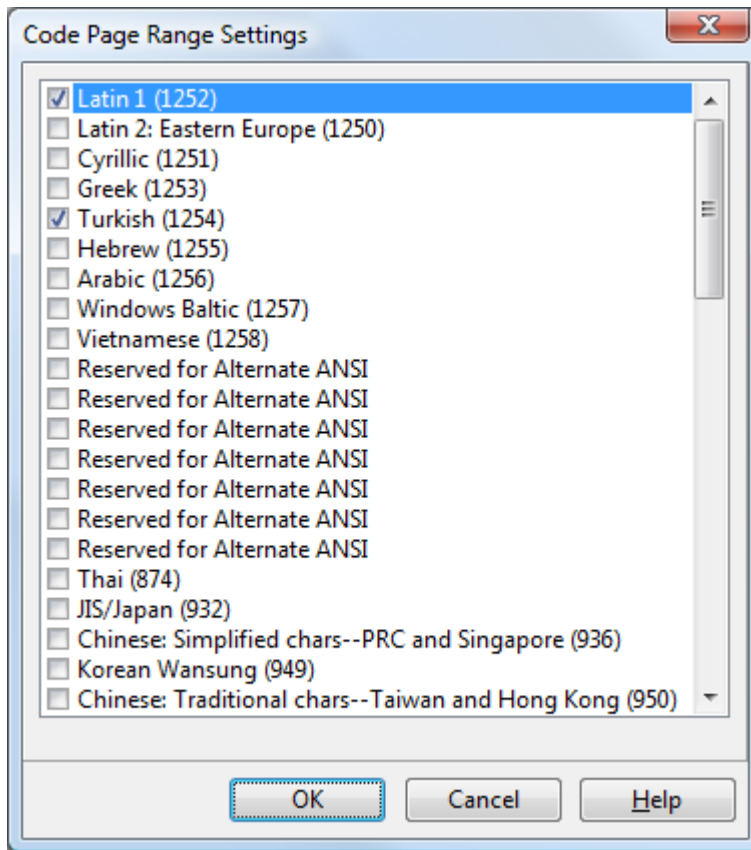 Code Page Range Settings
Latin 1 (1252)
Latin 2: Eastern Europe (1250)
Cyrillic (1251)
Greek (1253)
Turkish (1254)
Hebrew (1255)
Arabic (1256)
Windows Baltic (1257)
Vietnamese (1258)
Reserved for Alternate ANSI
Reserved for Alternate ANSI
Reserved for Alternate ANSI
Reserved for Alternate ANSI
Reserved for Alternate ANSI
Reserved for Alternate ANSI
Reserved for Alternate ANSI
Thai (874)
JIS/Japan (932)
Chinese: Simplified chars--PRC and Singapore (936)
Korean Wansung (949)
Chinese: Traditional chars--Taiwan and Hong Kong (950)
OK Cancel Help